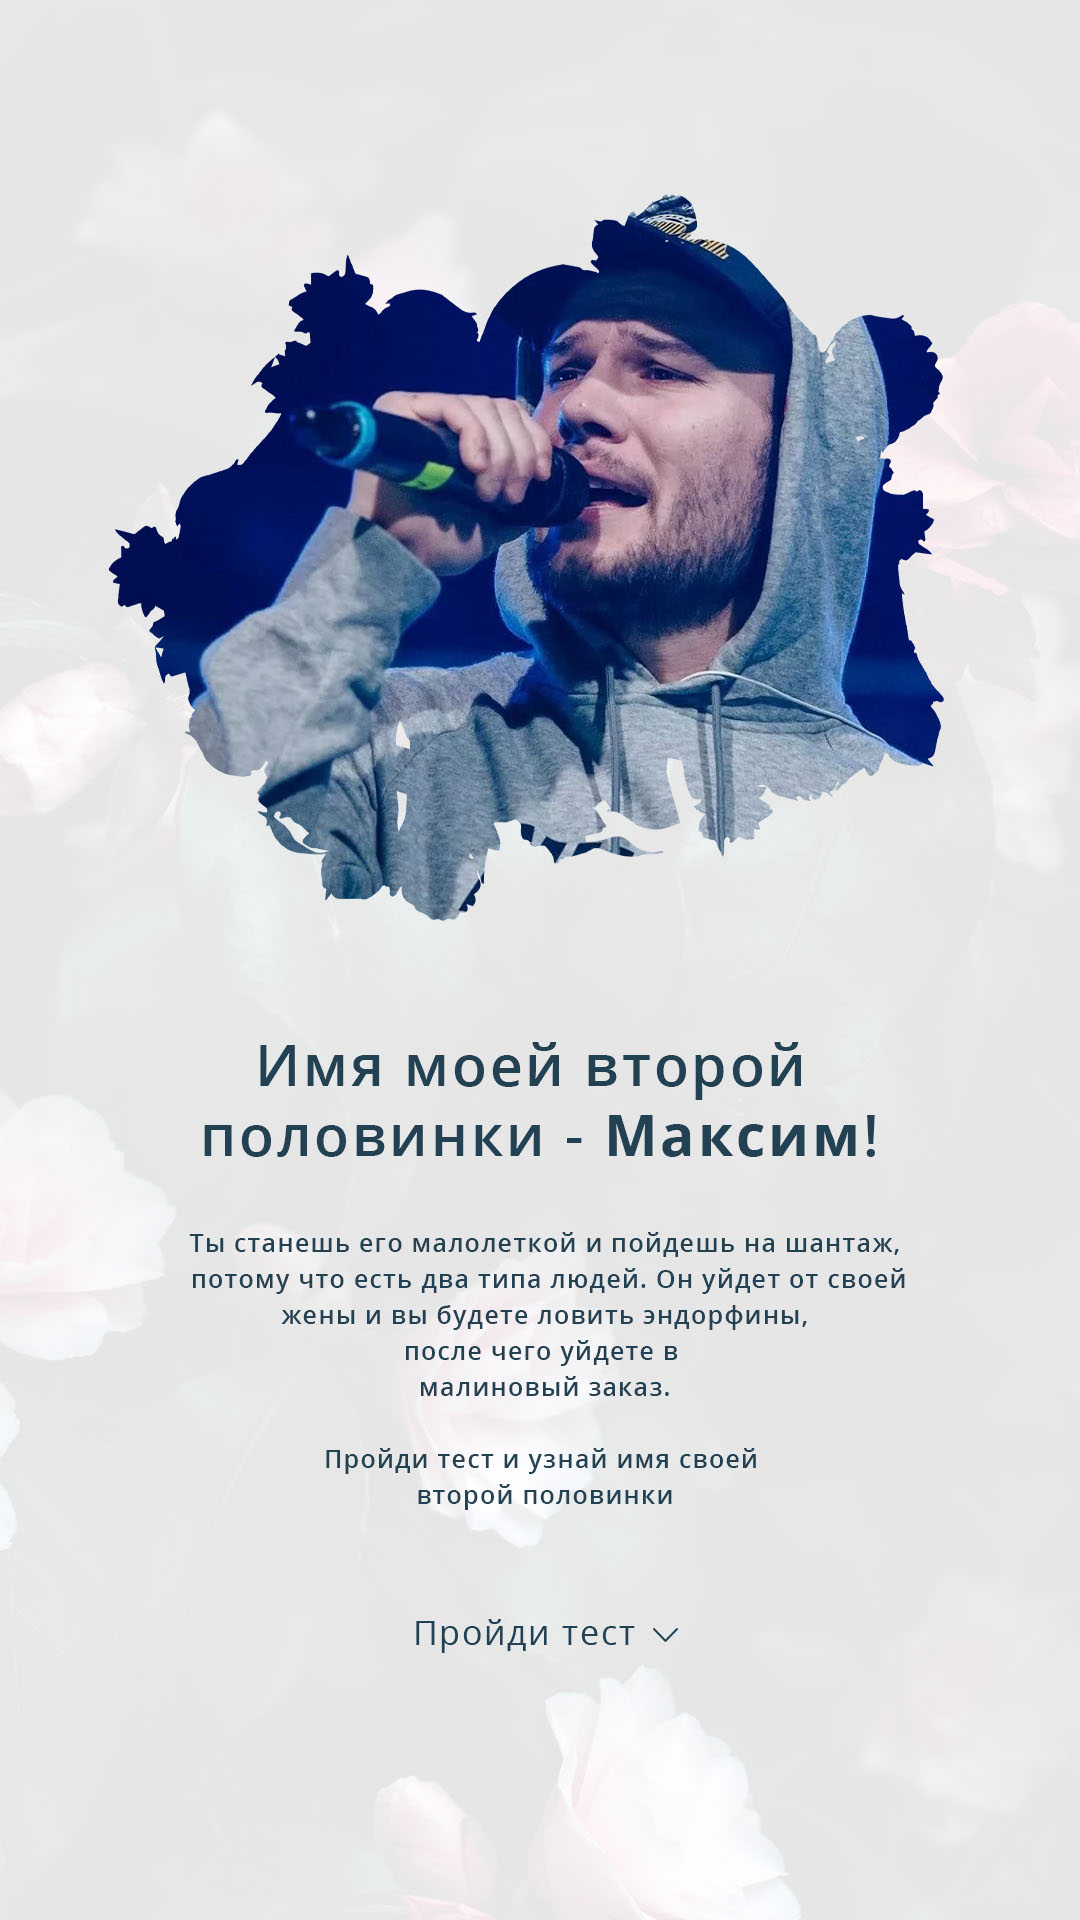 Имя моей второй
половинки - Максим!
Ты станешь его малолеткой и пойдешь на шантаж,
потому что есть два типа людей. Он уйдет от своей
жены и вы будете ловить эндорфины,
после чего уйдете в
малиновый заказ.
Пройди тест и узнай имя своей
второй половинки
Пройди тест